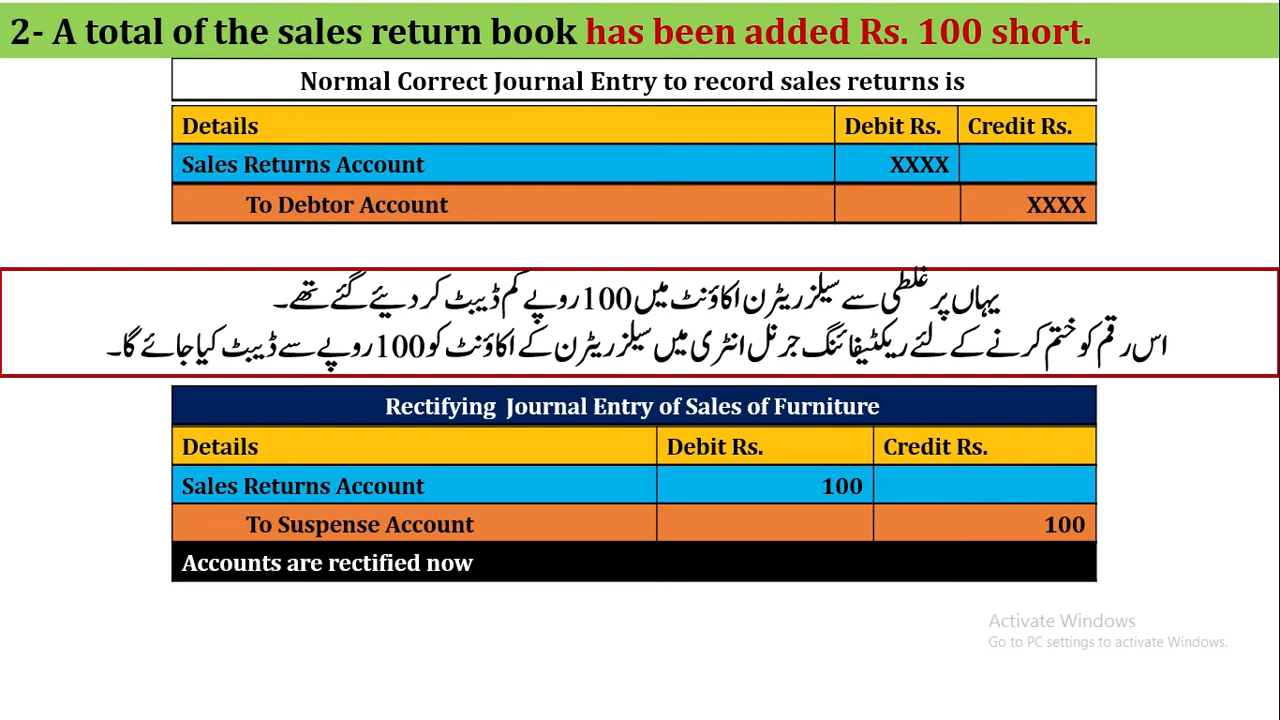 2- A total of the sales return book has been added Rs. 100 short.
Normal Correct Journal Entry to record sales returns is
Details Debit Rs. Credit Rs.
Sales Returns Account XXXX
To Debtor Account XXXX
یہاں پر غلطی سے سیلز ریٹرن اکاؤنٹ میں 100 روپے کم ڈیبٹ کر دیئے گئے تھے۔
اس رقم کو ختم کرنے کے لئے ریکٹیفائنگ جرنل انٹری میں سیلز ریٹرن کے اکاؤنٹ کو 100 روپے سے ڈیبٹ کیا جائے گا۔
Rectifying Journal Entry of Sales of Furniture
Details Debit Rs. Credit Rs.
Sales Returns Account 100
To Suspense Account 100
Accounts are rectified now
Activate Windows
Go to PC settings to activate Windows.